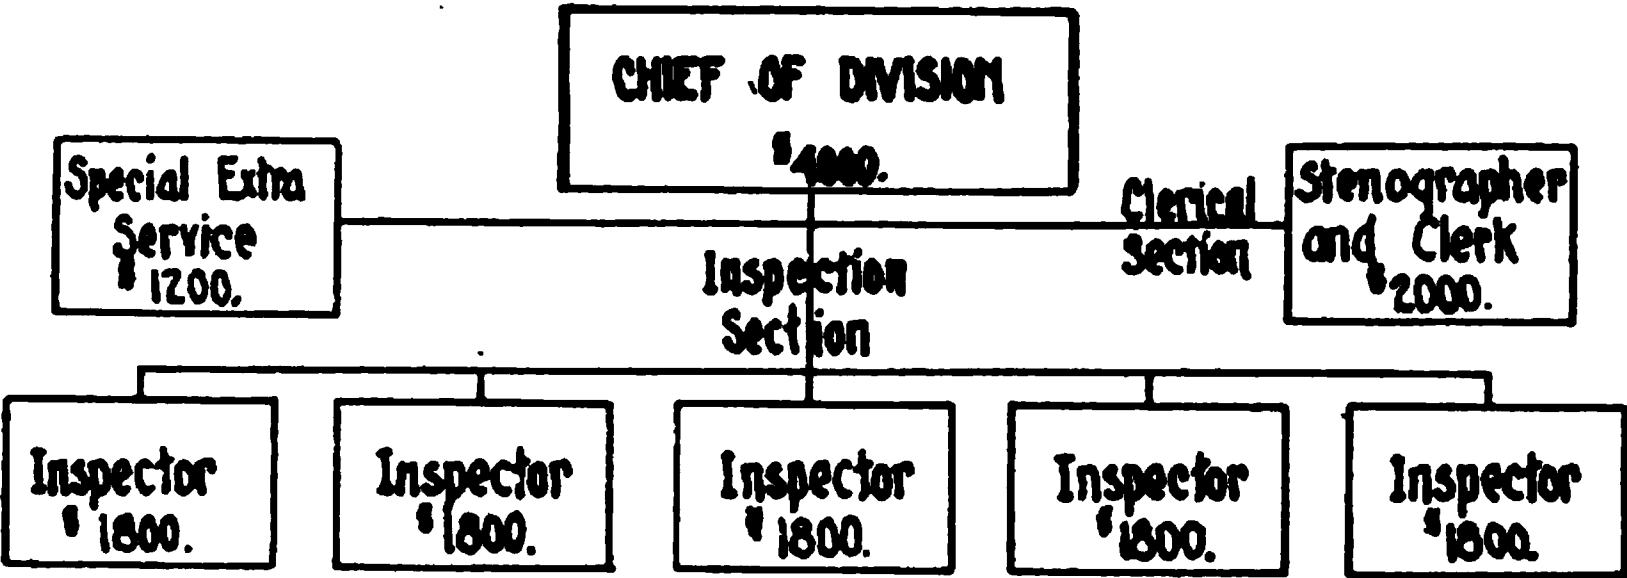 CHIEF OF DIVISION
$4000.
Special Extra
Service
$1200.
Clerical
Section
Stenographer
and Clerk
$2000.
Inspection
Section
Inspector
$1800.
Inspector
$1800.
Inspector
$1800.
Inspector
$1800.
Inspector
$1800.